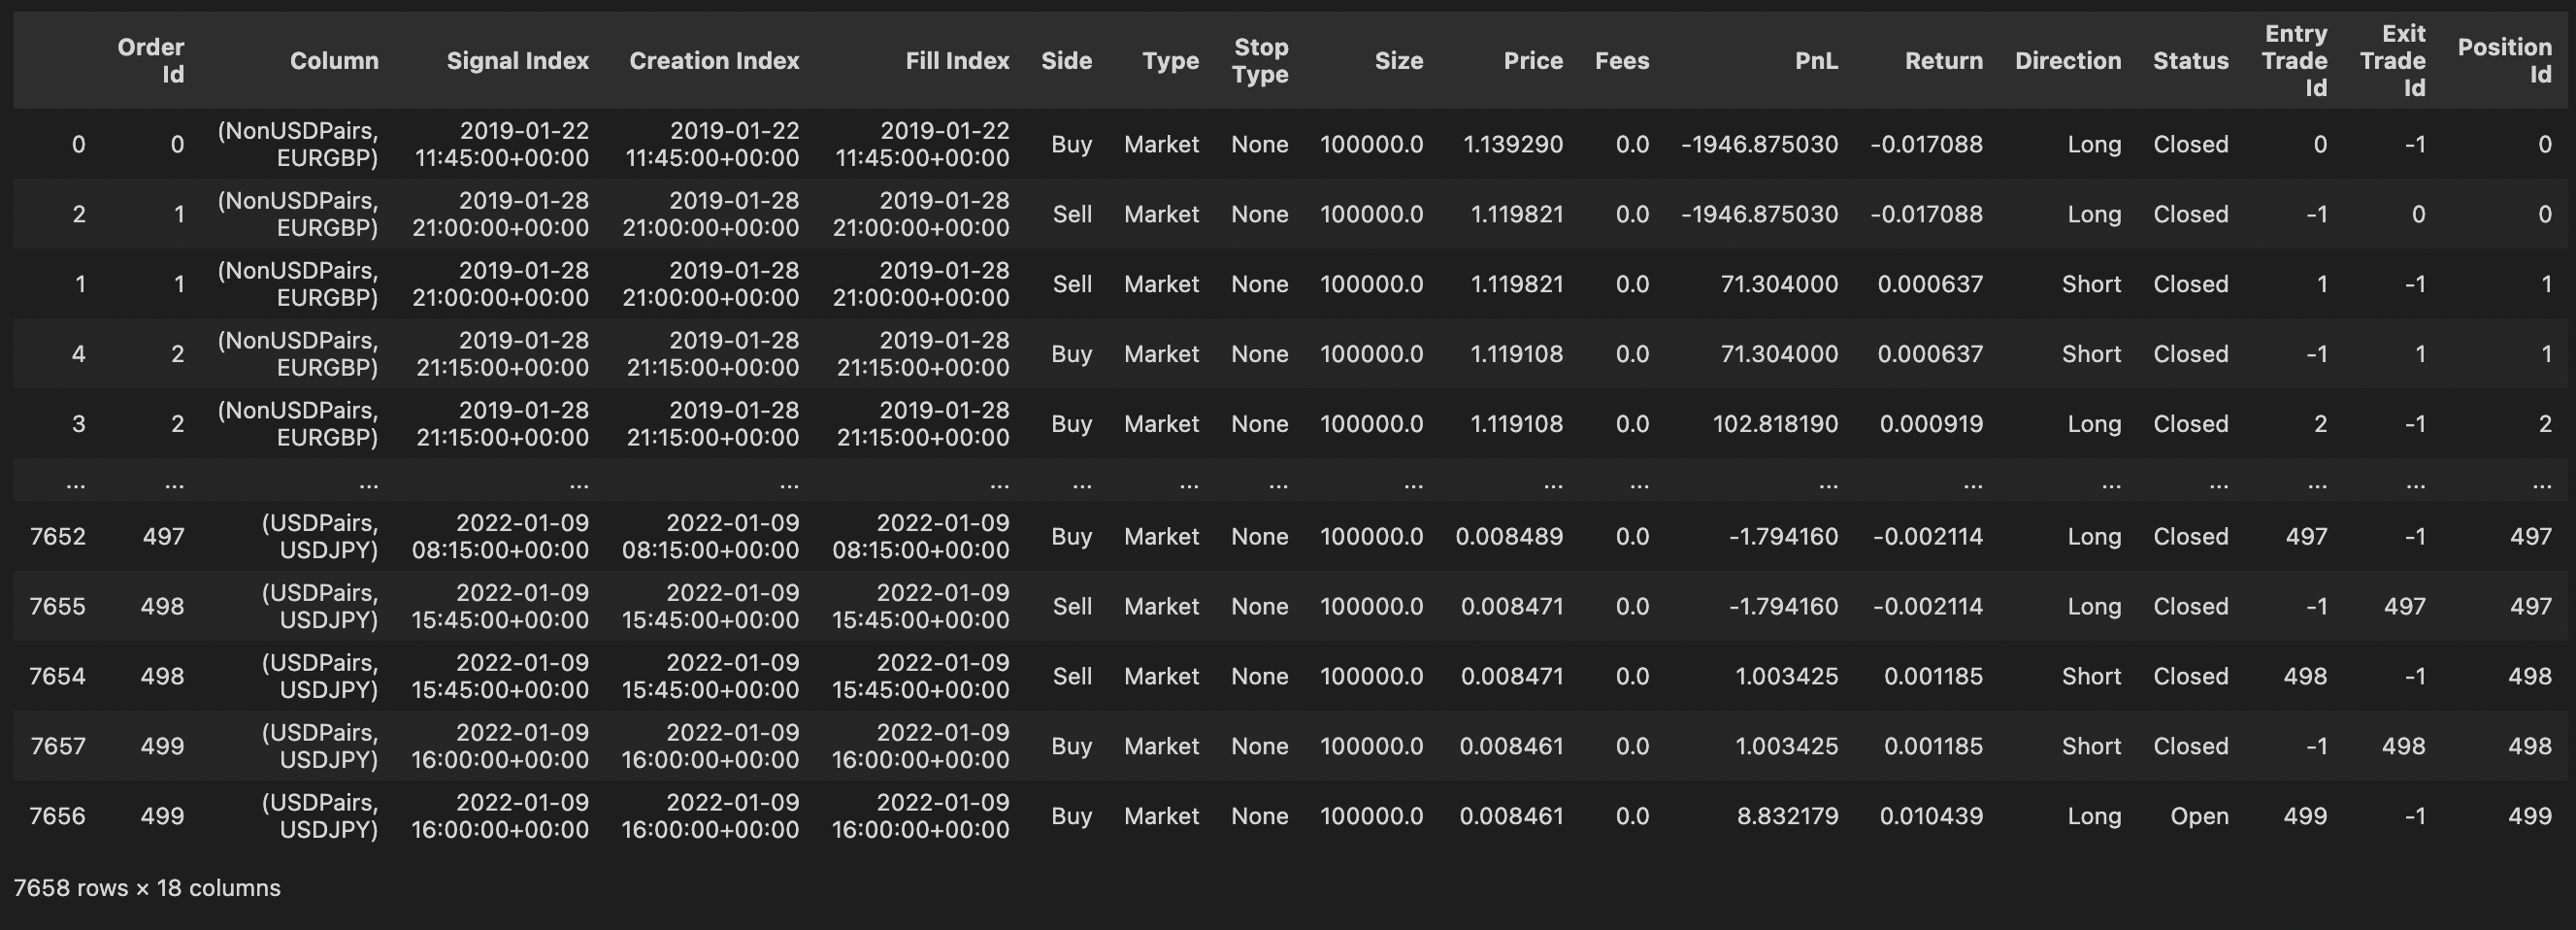 Order Id Column Signal Index Creation Index Fill Index Side Type Stop Type Size Price Fees PnL Return Direction Status Entry Trade Id Exit Trade Id Position Id
0 0 (NonUSDPairs, EURGBP) 2019-01-22 11:45:00+00:00 2019-01-22 11:45:00+00:00 2019-01-22 11:45:00+00:00 Buy Market None 100000.0 1.139290 0.0 -1946.875030 -0.017088 Long Closed 0 -1 0
2 1 (NonUSDPairs, EURGBP) 2019-01-28 21:00:00+00:00 2019-01-28 21:00:00+00:00 2019-01-28 21:00:00+00:00 Sell Market None 100000.0 1.119821 0.0 -1946.875030 -0.017088 Long Closed -1 0 0
1 1 (NonUSDPairs, EURGBP) 2019-01-28 21:00:00+00:00 2019-01-28 21:00:00+00:00 2019-01-28 21:00:00+00:00 Sell Market None 100000.0 1.119821 0.0 71.304000 0.000637 Short Closed 1 -1 1
4 2 (NonUSDPairs, EURGBP) 2019-01-28 21:15:00+00:00 2019-01-28 21:15:00+00:00 2019-01-28 21:15:00+00:00 Buy Market None 100000.0 1.119108 0.0 71.304000 0.000637 Short Closed -1 1 1
3 2 (NonUSDPairs, EURGBP) 2019-01-28 21:15:00+00:00 2019-01-28 21:15:00+00:00 2019-01-28 21:15:00+00:00 Buy Market None 100000.0 1.119108 0.0 102.818190 0.000919 Long Closed 2 -1 2
... ... ... ... ... ... ... ... ... ... ... ... ... ... ... ... ... ... ...
7652 497 (USDPairs, USDJPY) 2022-01-09 08:15:00+00:00 2022-01-09 08:15:00+00:00 2022-01-09 08:15:00+00:00 Buy Market None 100000.0 0.008489 0.0 -1.794160 -0.002114 Long Closed 497 -1 497
7655 498 (USDPairs, USDJPY) 2022-01-09 15:45:00+00:00 2022-01-09 15:45:00+00:00 2022-01-09 15:45:00+00:00 Sell Market None 100000.0 0.008471 0.0 -1.794160 -0.002114 Long Closed -1 497 497
7654 498 (USDPairs, USDJPY) 2022-01-09 15:45:00+00:00 2022-01-09 15:45:00+00:00 2022-01-09 15:45:00+00:00 Sell Market None 100000.0 0.008471 0.0 1.003425 0.001185 Short Closed 498 -1 498
7657 499 (USDPairs, USDJPY) 2022-01-09 16:00:00+00:00 2022-01-09 16:00:00+00:00 2022-01-09 16:00:00+00:00 Buy Market None 100000.0 0.008461 0.0 1.003425 0.001185 Short Closed -1 498 498
7656 499 (USDPairs, USDJPY) 2022-01-09 16:00:00+00:00 2022-01-09 16:00:00+00:00 2022-01-09 16:00:00+00:00 Buy Market None 100000.0 0.008461 0.0 8.832179 0.010439 Long Open 499 -1 499
7658 rows × 18 columns